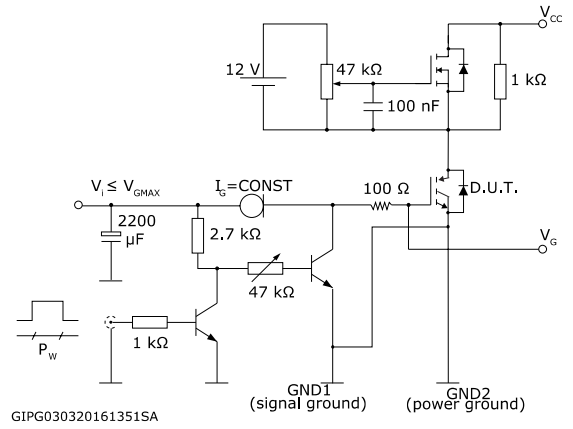 V_CC
12 V
47 kΩ
1 kΩ
100 nF
V_i ≤ V_GMAX
I_G=CONST
100 Ω
D.U.T.
2200
µF
2.7 kΩ
V_G
47 kΩ
P_W
1 kΩ
GND1
(signal ground)
GND2
(power ground)
GIPG030320161351SA